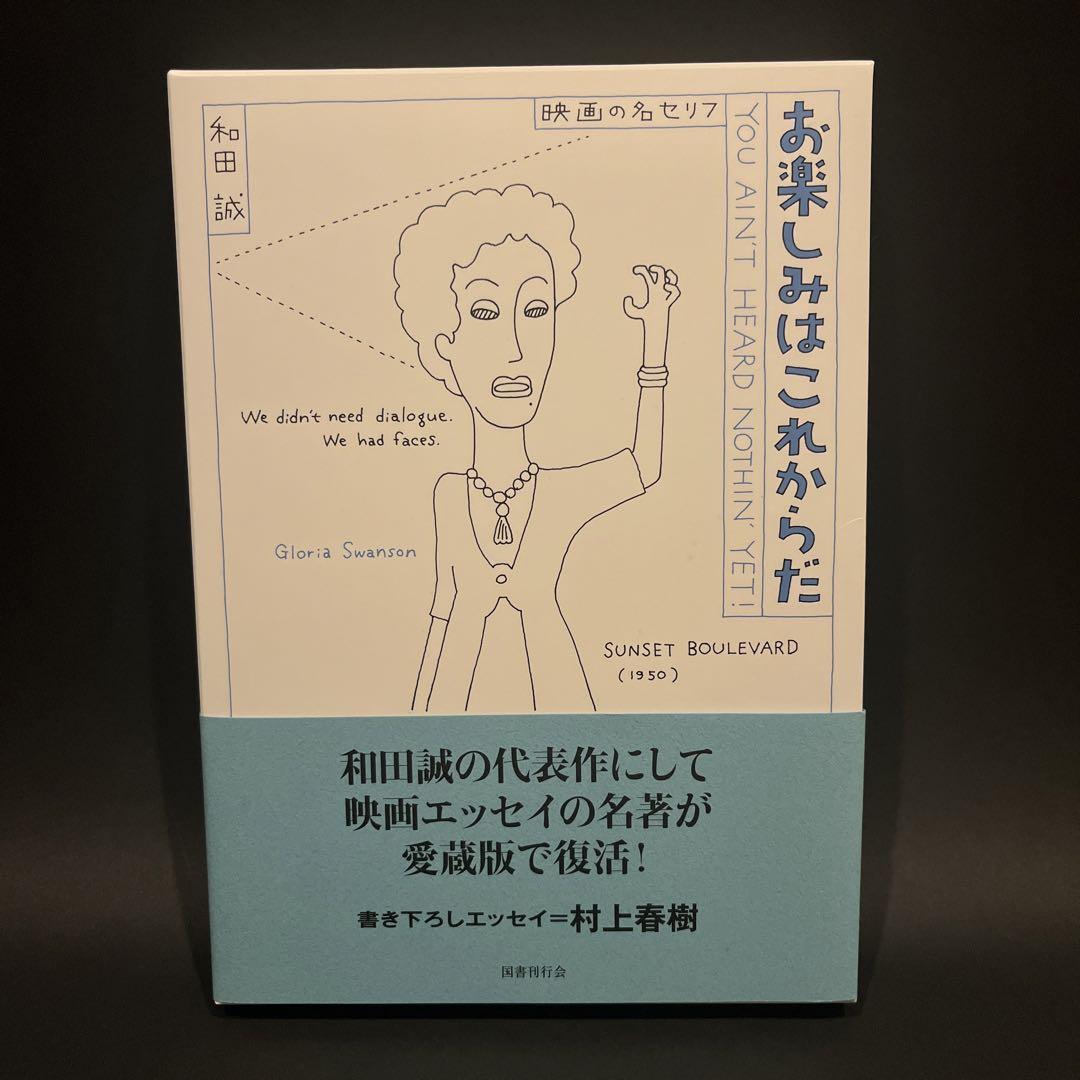 お楽しみはこれからだ
YOU AIN'T HEARD NOTHIN' YET!
映画の名セリフ
和田 誠
We didn't need dialogue.
We had faces.
Gloria Swanson
SUNSET BOULEVARD
(1950)
和田誠の代表作にして
映画エッセイの名著が
愛蔵版で復活!
書き下ろしエッセイ=村上春樹
国書刊行会